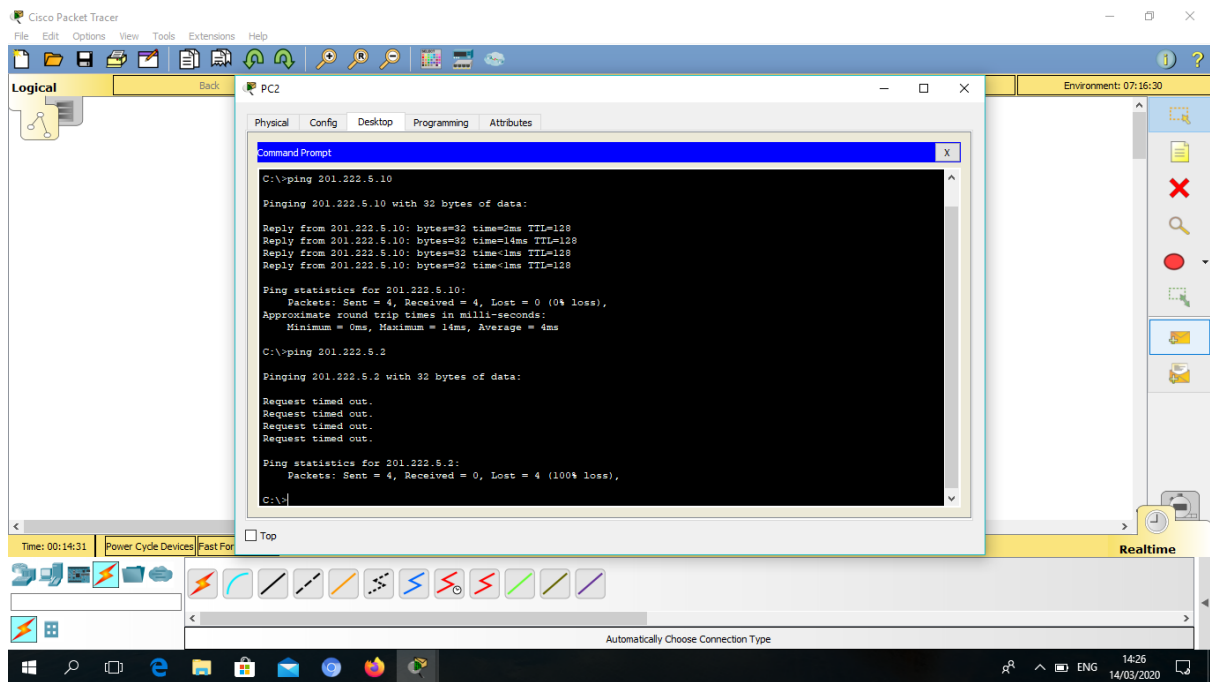 Cisco Packet Tracer
File Edit Options View Tools Extensions Help
Logical
Back
Environment: 07:16:30
PC2
Physical Config Desktop Programming Attributes
Command Prompt
X
C:\>ping 201.222.5.10
Pinging 201.222.5.10 with 32 bytes of data:
Reply from 201.222.5.10: bytes=32 time=2ms TTL=128
Reply from 201.222.5.10: bytes=32 time=14ms TTL=128
Reply from 201.222.5.10: bytes=32 time<1ms TTL=128
Reply from 201.222.5.10: bytes=32 time<1ms TTL=128
Ping statistics for 201.222.5.10:
Packets: Sent = 4, Received = 4, Lost = 0 (0% loss),
Approximate round trip times in milli-seconds:
Minimum = 0ms, Maximum = 14ms, Average = 4ms
C:\>ping 201.222.5.2
Pinging 201.222.5.2 with 32 bytes of data:
Request timed out.
Request timed out.
Request timed out.
Request timed out.
Ping statistics for 201.222.5.2:
Packets: Sent = 4, Received = 0, Lost = 4 (100% loss),
C:\>
Top
Time: 00:14:31
Power Cycle Devices
Fast For
Realtime
Automatically Choose Connection Type
ENG
14:26
14/03/2020